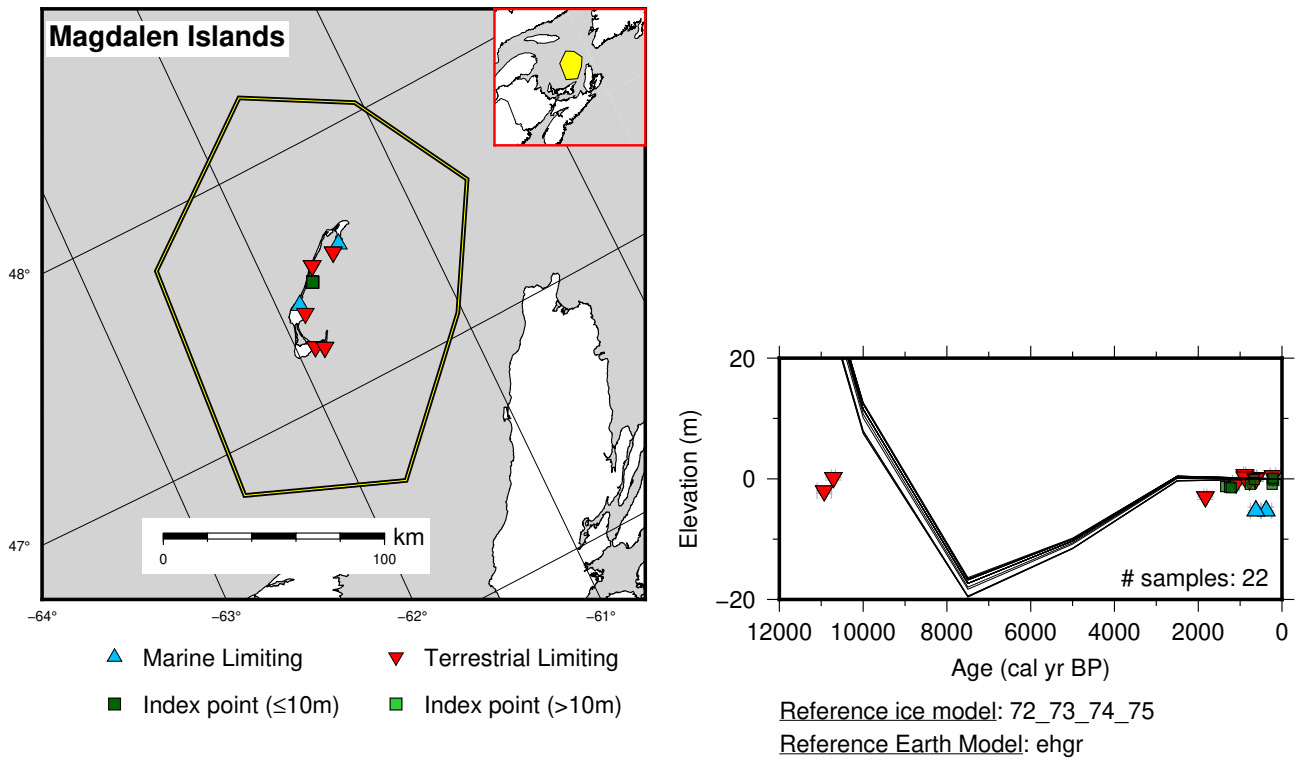 Magdalen Islands
48°
47°
km
0
100
−64°
−63°
−62°
−61°
Marine Limiting
Terrestrial Limiting
Index point (≤10m)
Index point (>10m)
20
0
−20
Elevation (m)
# samples: 22
12000
10000
8000
6000
4000
2000
0
Age (cal yr BP)
Reference ice model: 72_73_74_75
Reference Earth Model: ehgr